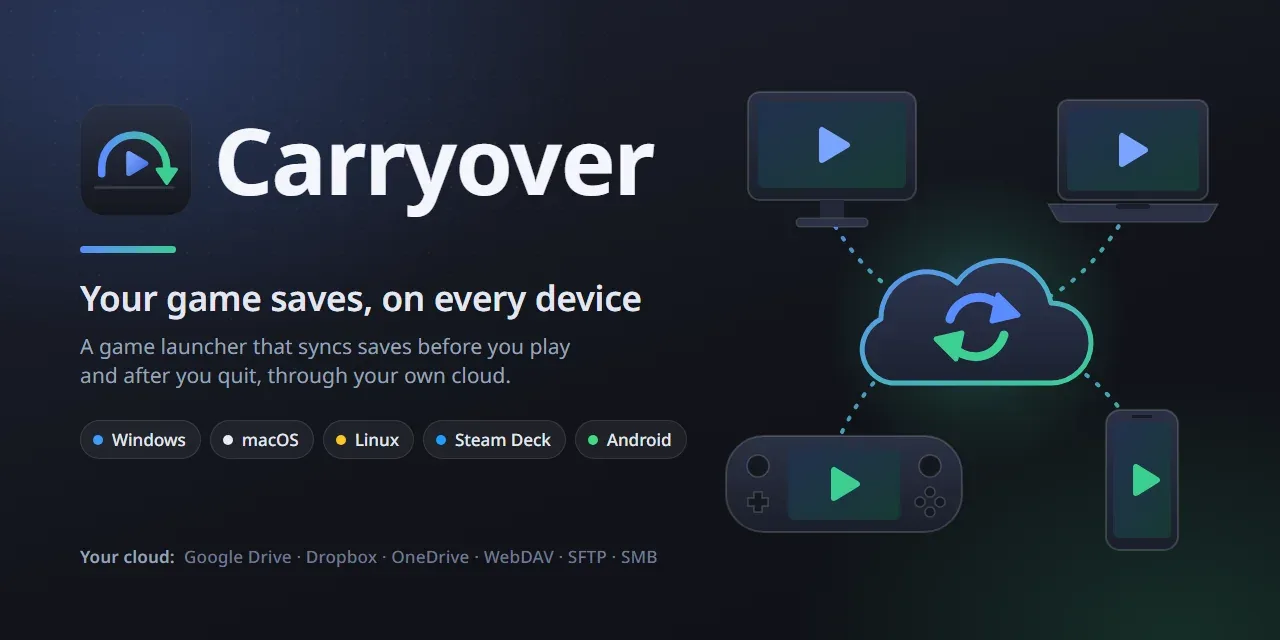 Carryover
Your game saves, on every device
A game launcher that syncs saves before you play
and after you quit, through your own cloud.
Windows macOS Linux Steam Deck Android
Your cloud: Google Drive · Dropbox · OneDrive · WebDAV · SFTP · SMB